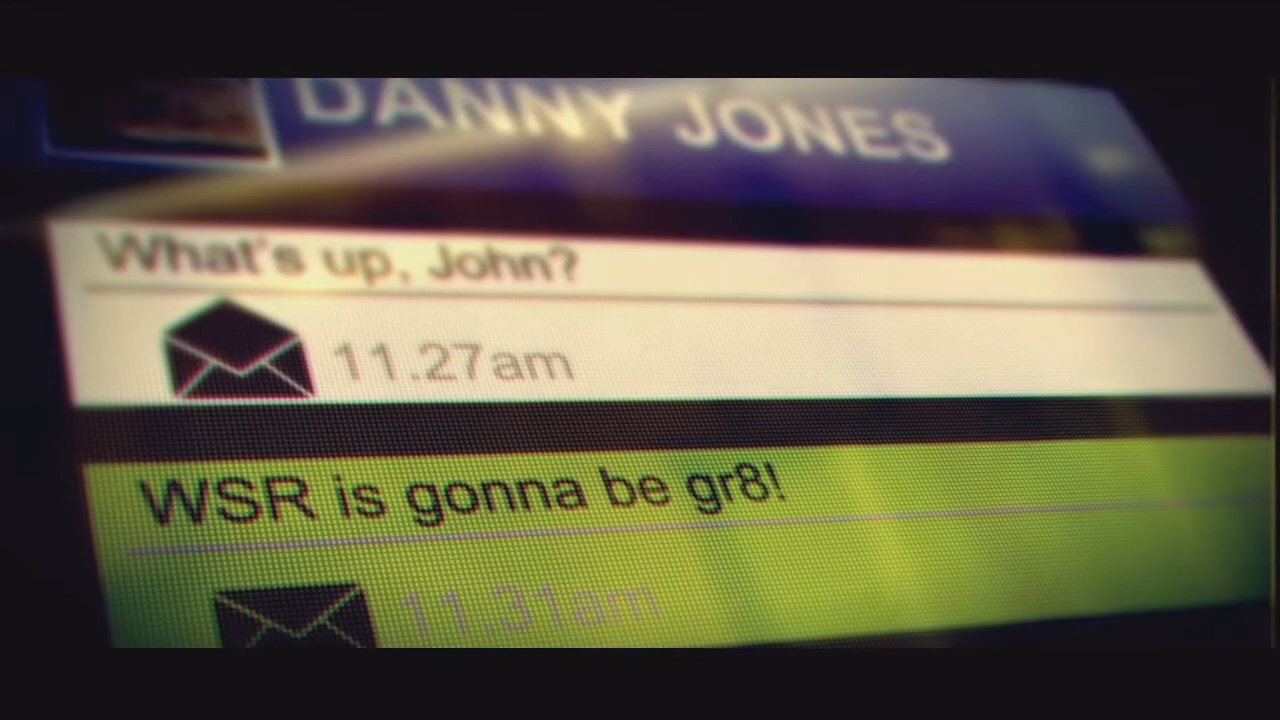 DANNY JONES
What's up, John?
11.27am
WSR is gonna be gr8!
11.31am